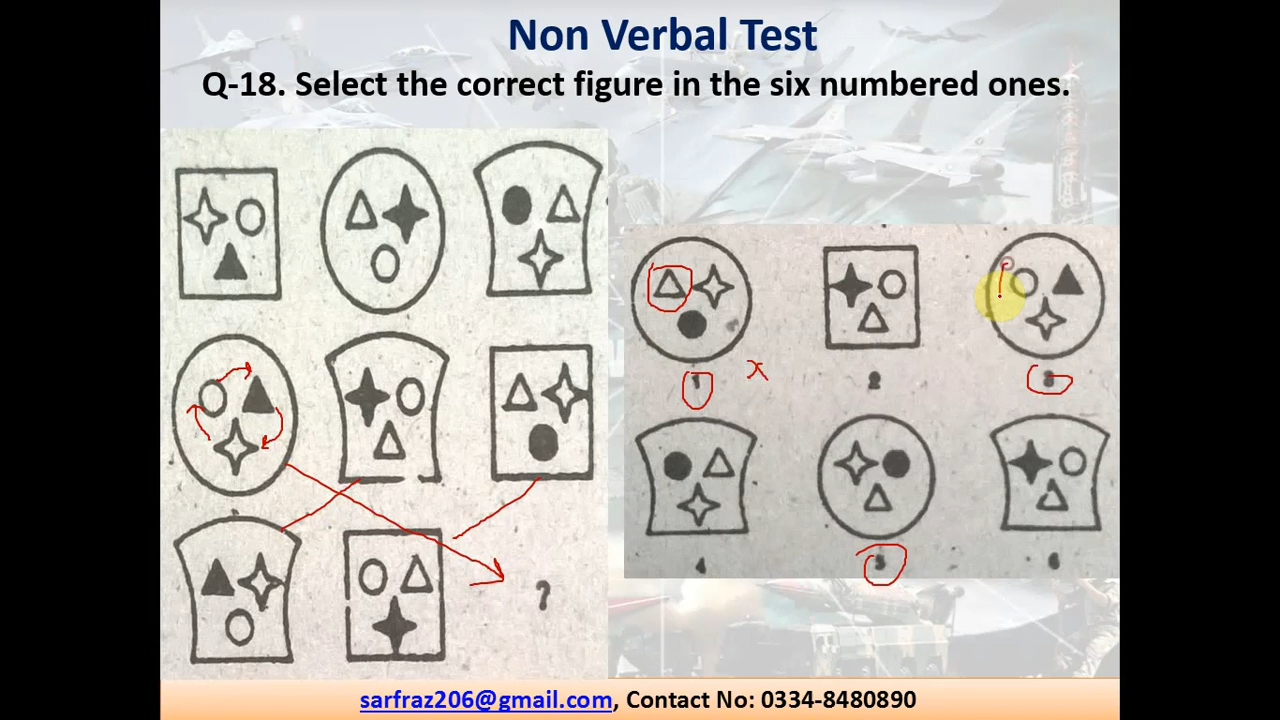 Non Verbal Test
Q-18. Select the correct figure in the six numbered ones.
?
1
x
2
3
4
5
6
sarfraz206@gmail.com, Contact No: 0334-8480890